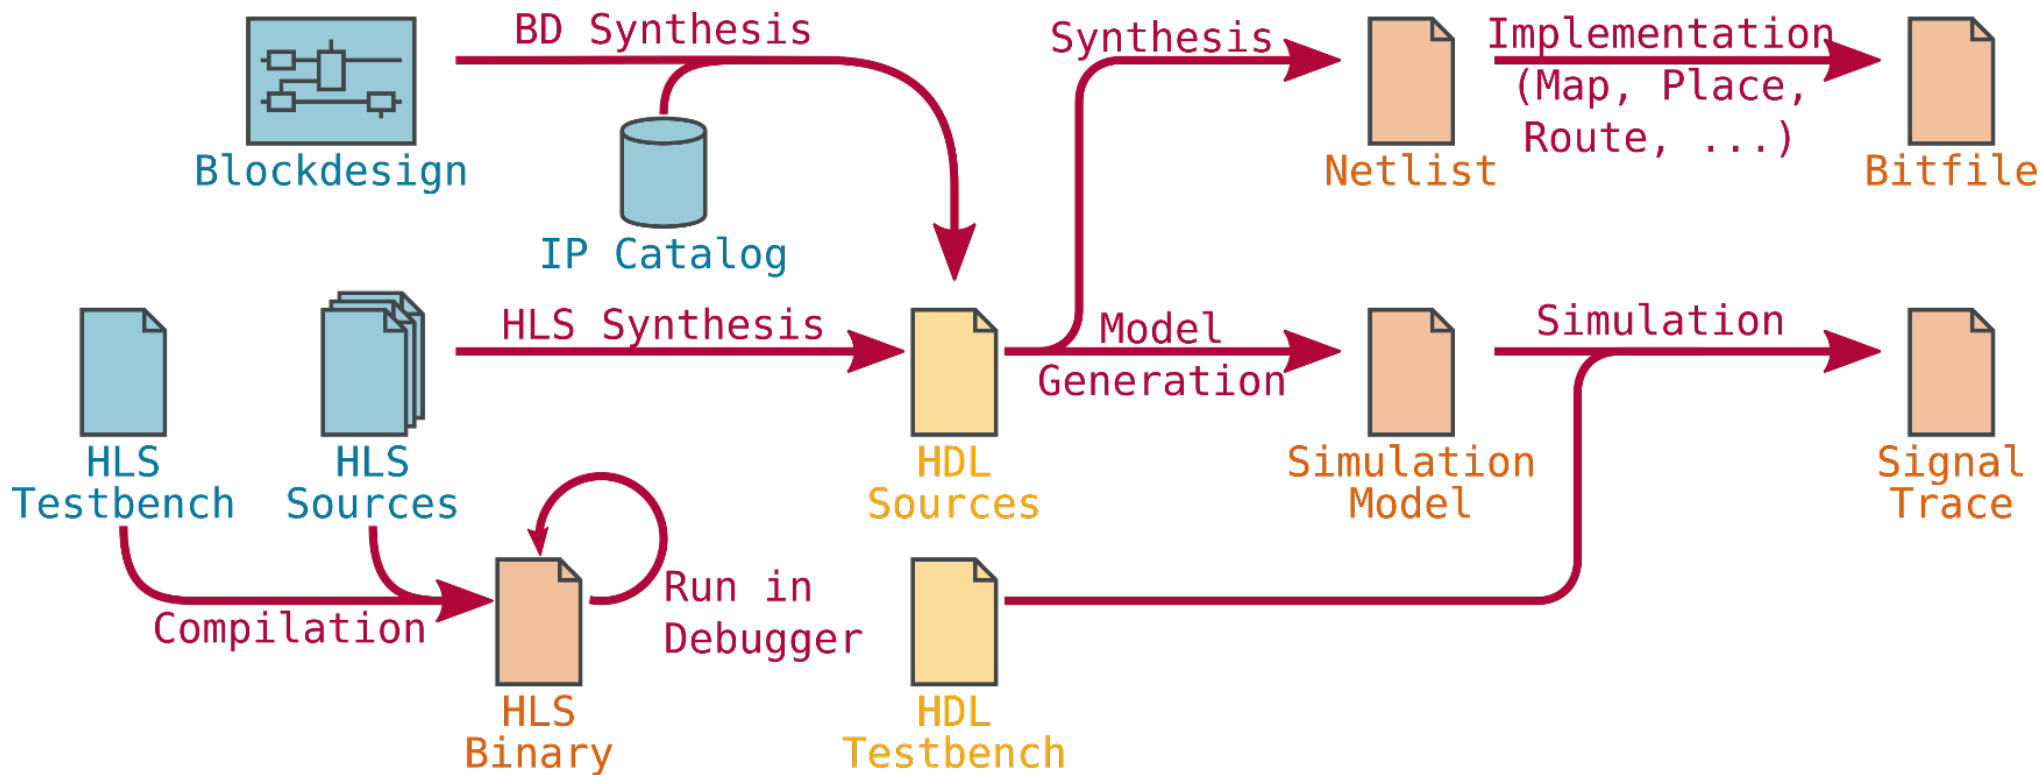 BD Synthesis
Blockdesign
IP Catalog
Synthesis
Netlist
Implementation
(Map, Place,
Route, ...)
Bitfile
HLS
Testbench
HLS
Sources
HLS Synthesis
HDL
Sources
Model
Generation
Simulation
Model
Simulation
Signal
Trace
Compilation
HLS
Binary
Run in
Debugger
HDL
Testbench